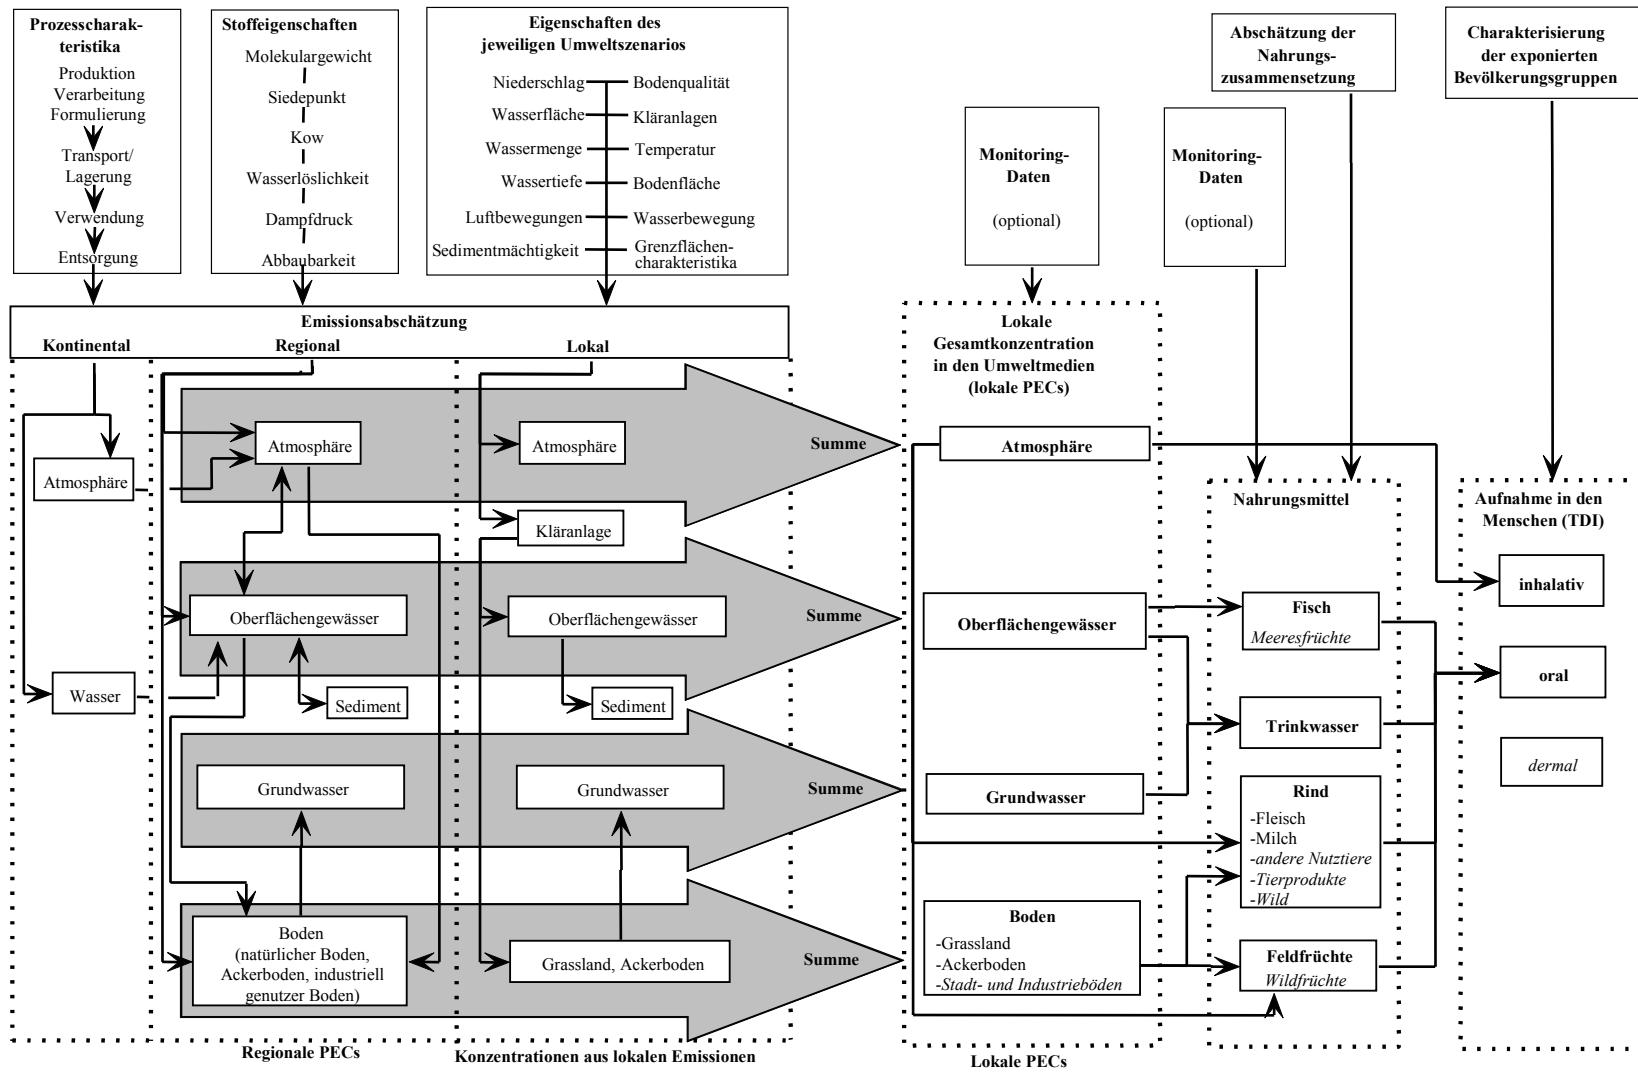 Prozesscharak-
teristika
Produktion
Verarbeitung
Formulierung
Transport/
Lagerung
Verwendung
Entsorgung
Stoffeigenschaften
Molekulargewicht
Siedepunkt
Kow
Wasserlöslichkeit
Dampfdruck
Abbaubarkeit
Eigenschaften des
jeweiligen Umweltszenarios
Niederschlag
Bodenqualität
Wasserfläche
Kläranlagen
Wassermenge
Temperatur
Wassertiefe
Bodenfläche
Luftbewegungen
Wasserbewegung
Sedimentmächtigkeit
Grenzflächen-
charakteristika
Monitoring-
Daten
(optional)
Monitoring-
Daten
(optional)
Abschätzung der
Nahrungs-
zusammensetzung
Charakterisierung
der exponierten
Bevölkerungsgruppen
Emissionsabschätzung
Kontinental
Regional
Lokal
Atmosphäre
Wasser
Atmosphäre
Oberflächengewässer
Sediment
Grundwasser
Boden
(natürlicher Boden,
Ackerboden, industriell
genutzer Boden)
Regionale PECs
Atmosphäre
Kläranlage
Oberflächengewässer
Sediment
Grundwasser
Grassland, Ackerboden
Konzentrationen aus lokalen Emissionen
Summe
Summe
Summe
Summe
Lokale
Gesamtkonzentration
in den Umweltmedien
(lokale PECs)
Atmosphäre
Oberflächengewässer
Grundwasser
Boden
-Grassland
-Ackerboden
-Stadt- und Industrieböden
Lokale PECs
Nahrungsmittel
Fisch
Meeresfrüchte
Trinkwasser
Rind
-Fleisch
-Milch
-andere Nutztiere
-Tierprodukte
-Wild
Feldfrüchte
Wildfrüchte
Aufnahme in den
Menschen (TDI)
inhalativ
oral
dermal